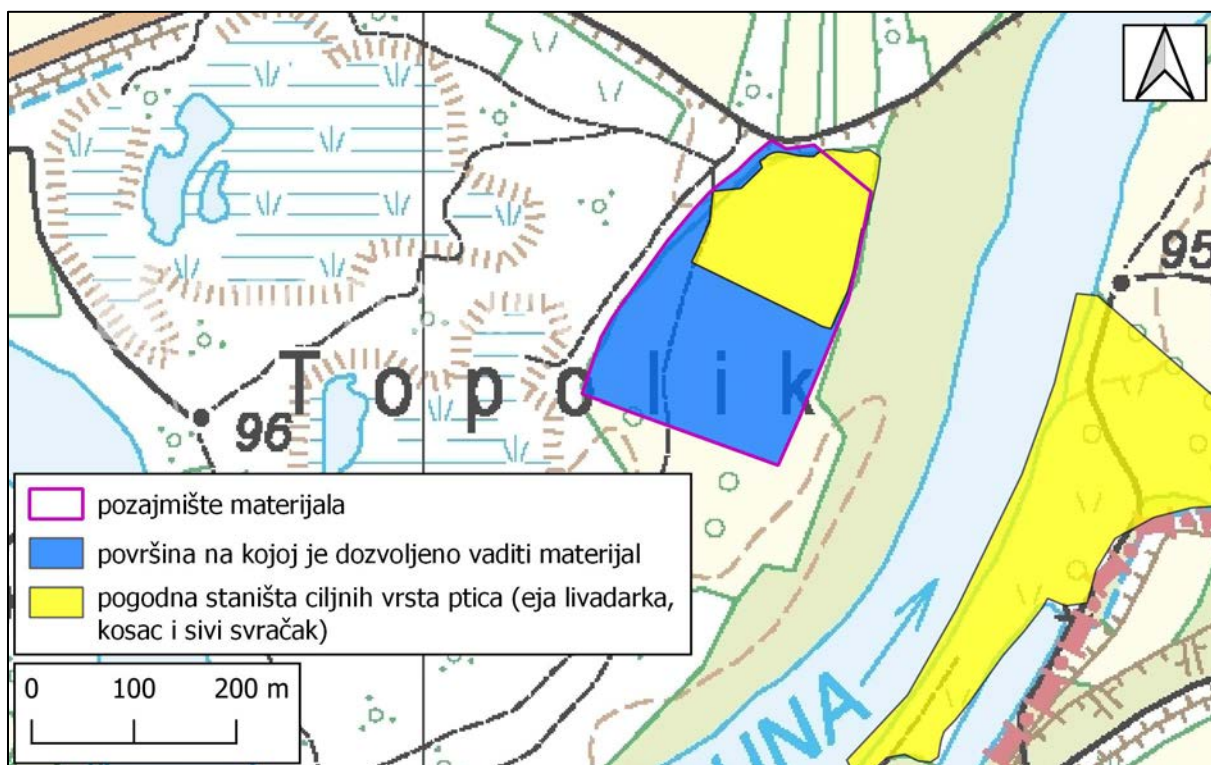 95
Topolik
96
pozajmište materijala
površina na kojoj je dozvoljeno vaditi materijal
pogodna staništa ciljnih vrsta ptica (eja livadarka,
kosac i sivi svračak)
0 100 200 m
UNA